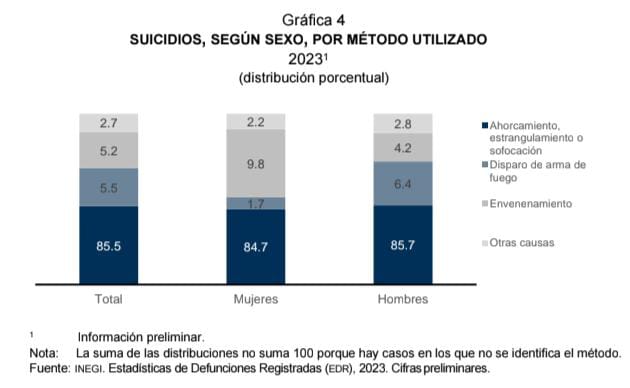 Gráfica 4
SUICIDIOS, SEGÚN SEXO, POR MÉTODO UTILIZADO
2023¹
(distribución porcentual)
2.7
2.2
2.8
5.2
9.8
4.2
5.5
1.7
6.4
85.5
84.7
85.7
Ahorcamiento,
estrangulamiento o
sofocación
Disparo de arma de
fuego
Envenenamiento
Otras causas
Total
Mujeres
Hombres
¹ Información preliminar.
Nota: La suma de las distribuciones no suma 100 porque hay casos en los que no se identifica el método.
Fuente: INEGI. Estadísticas de Defunciones Registradas (EDR), 2023. Cifras preliminares.